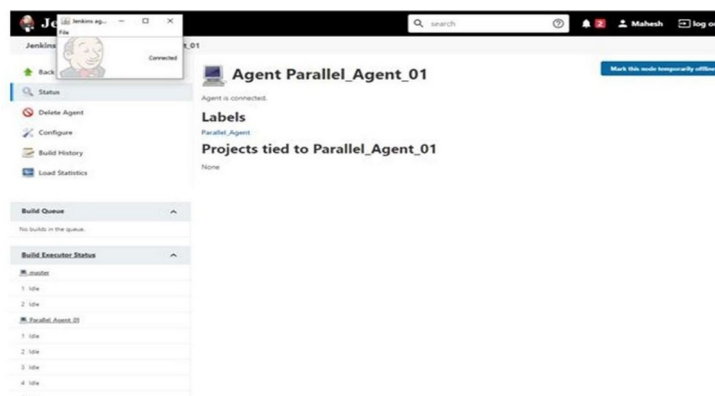 Je
Jenkins ag...
File
Connected
search
2
Mahesh
log o
Jenkins
t_01
Back
Status
Delete Agent
Configure
Build History
Load Statistics
Agent Parallel_Agent_01
Mark this node temporarily offline
Agent is connected.
Labels
Parallel_Agent
Projects tied to Parallel_Agent_01
None
Build Queue
No builds in the queue.
Build Executor Status
master
1 Idle
2 Idle
Parallel_Agent_01
1 Idle
2 Idle
3 Idle
4 Idle